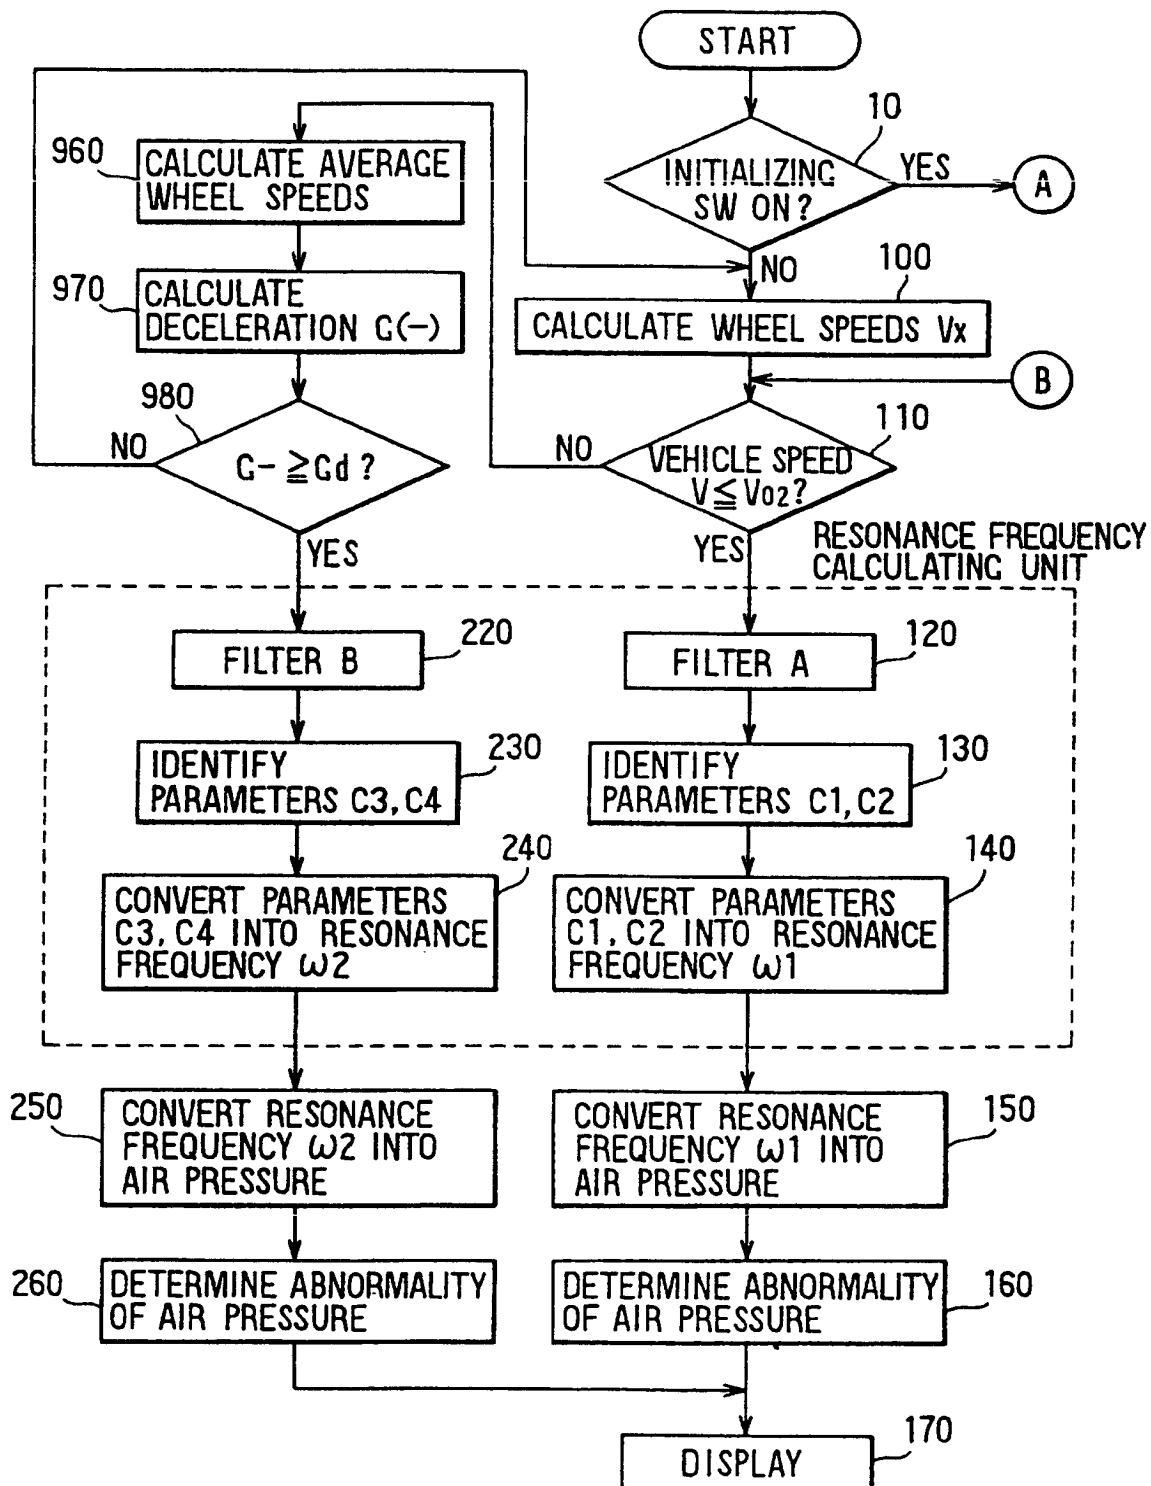 START
10
INITIALIZING
SW ON?
YES
A
NO
960
CALCULATE AVERAGE
WHEEL SPEEDS
970
CALCULATE
DECELERATION G(-)
100
CALCULATE WHEEL SPEEDS Vx
B
980
NO
G- ≧ Gd ?
YES
110
NO
VEHICLE SPEED
V ≦ V02?
YES
RESONANCE FREQUENCY
CALCULATING UNIT
220
FILTER B
120
FILTER A
230
IDENTIFY
PARAMETERS C3, C4
130
IDENTIFY
PARAMETERS C1, C2
240
CONVERT PARAMETERS
C3, C4 INTO RESONANCE
FREQUENCY ω2
140
CONVERT PARAMETERS
C1, C2 INTO RESONANCE
FREQUENCY ω1
250
CONVERT RESONANCE
FREQUENCY ω2 INTO
AIR PRESSURE
150
CONVERT RESONANCE
FREQUENCY ω1 INTO
AIR PRESSURE
260
DETERMINE ABNORMALITY
OF AIR PRESSURE
160
DETERMINE ABNORMALITY
OF AIR PRESSURE
170
DISPLAY